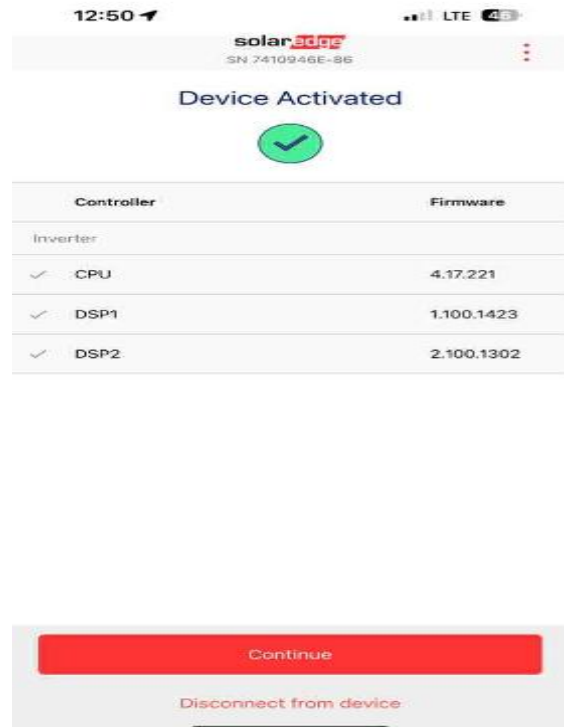 12:50 LTE 46
solaredge
SN 7410946E-86
Device Activated
Controller Firmware
Inverter
CPU 4.17.221
DSP1 1.100.1423
DSP2 2.100.1302
Continue
Disconnect from device